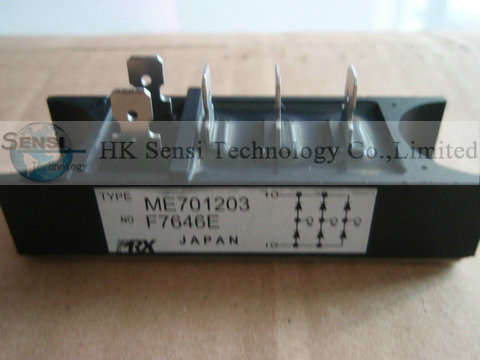 SENSI
Technology
HK Sensi Technology Co.,Limited
TYPE ME701203
NO F7646E
PRX JAPAN